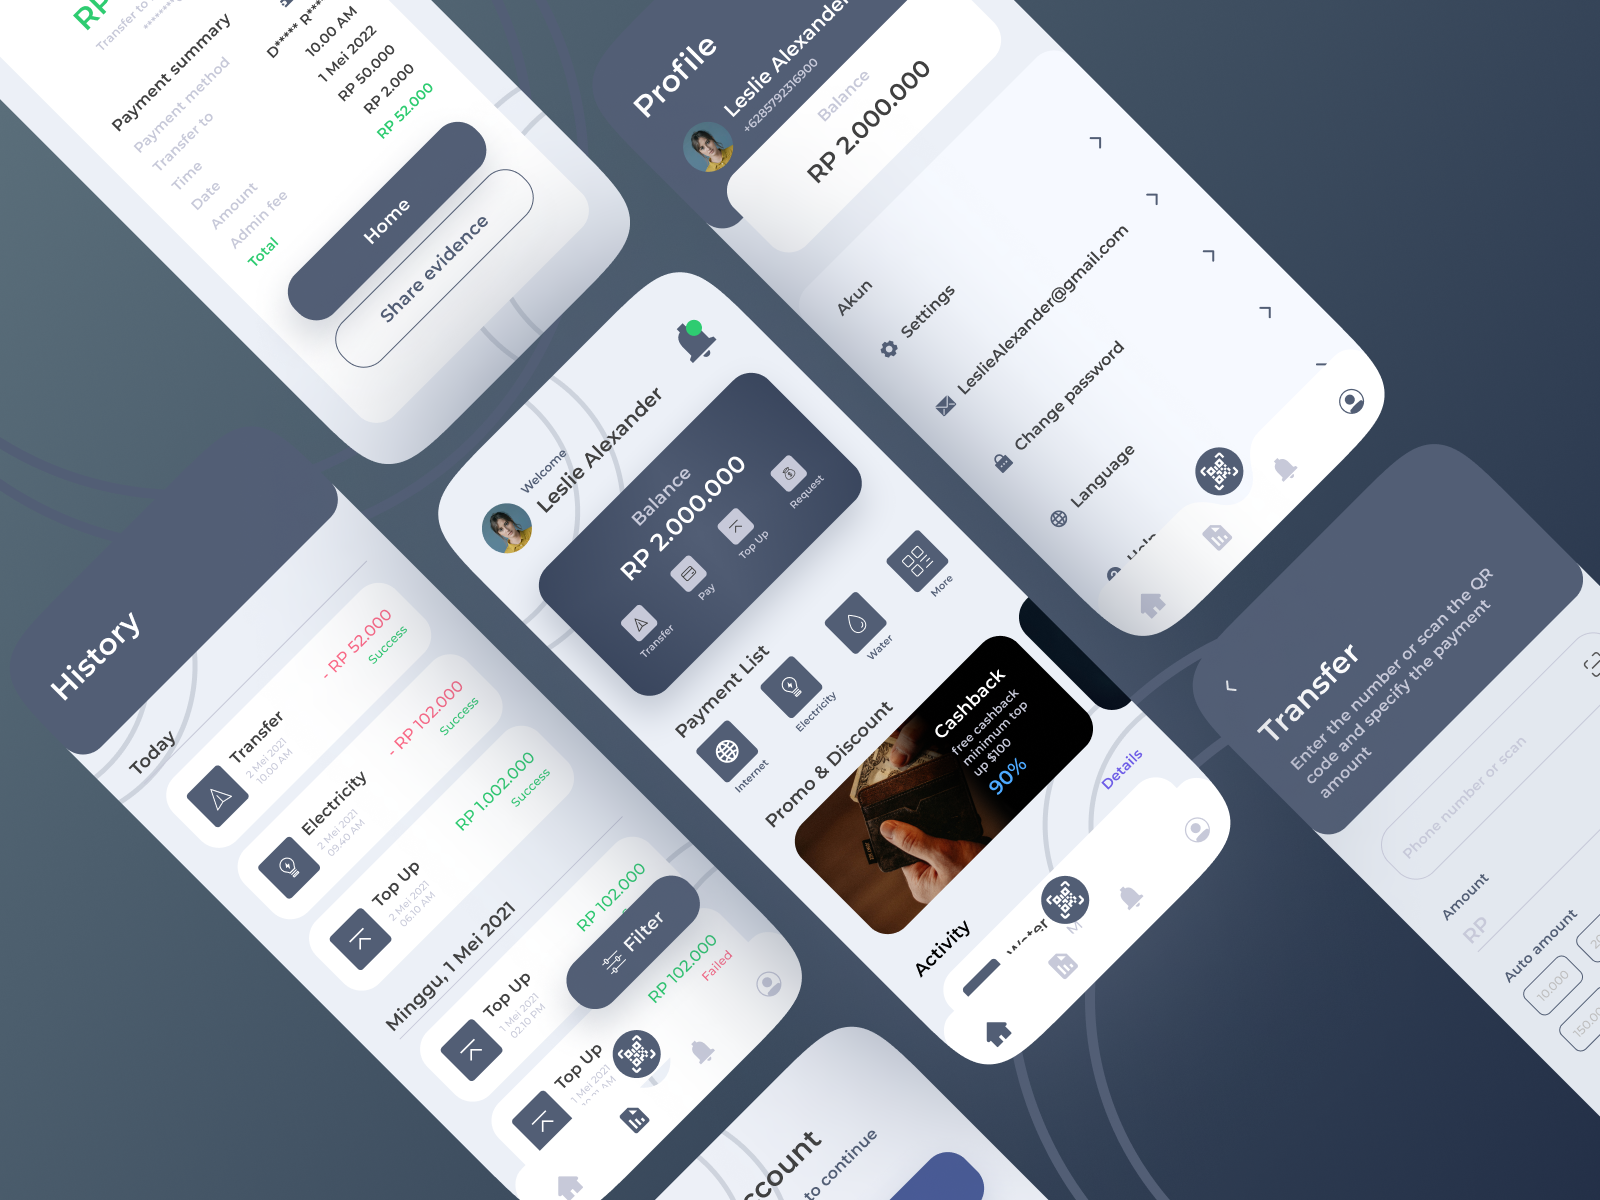 RP
Transfer to
Payment summary
Payment method
Transfer to
D***** R****
Time
10.00 AM
Date
1 Mei 2022
Amount
RP 50.000
Admin fee
RP 2.000
Total
RP 52.000
Home
Share evidence
Profile
Leslie Alexander
+6285792316900
Balance
RP 2.000.000
Akun
Settings
LeslieAlexander@gmail.com
Change password
Language
Help
Welcome
Leslie Alexander
Balance
RP 2.000.000
Transfer
Pay
Top Up
Request
Payment List
Internet
Electricity
Water
More
Promo & Discount
Cashback
free cashback
minimum top
up $100
90%
Details
Activity
Water
History
Today
Transfer
2 Mei 2021
10.00 AM
- RP 52.000
Success
Electricity
2 Mei 2021
09.40 AM
- RP 102.000
Success
Top Up
2 Mei 2021
06.10 AM
RP 1.002.000
Success
Minggu, 1 Mei 2021
Top Up
1 Mei 2021
02.10 PM
RP 102.000
Filter
Top Up
1 Mei 2021
RP 102.000
Failed
Transfer
Enter the number or scan the QR
code and specify the payment
amount
Phone number or scan
Amount
RP
Auto amount
10.000
20
150.00
ccount
to continue